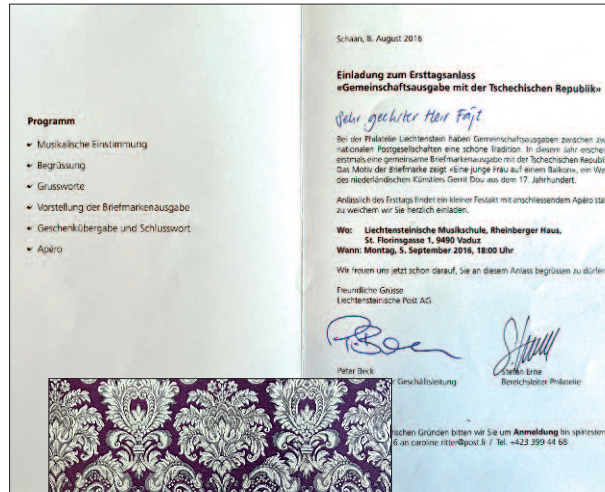 Programm
Musikalische Einstimmung
Begrüssung
Grussworte
Vorstellung der Briefmarkenausgabe
Geschenkübergabe und Schlusswort
Apéro
Schaan, 8. August 2016
Einladung zum Ersttagsanlass
«Gemeinschaftsausgabe mit der Tschechischen Republik»
Sehr geehrter Herr Fajt
Bei der Philatelie Liechtenstein haben Gemeinschaftsausgaben zwischen
nationalen Postgesellschaften eine schöne Tradition. In diesem Jahr
erstmals eine gemeinsame Briefmarkenausgabe mit der Tschechischen
Das Motiv der Briefmarke zeigt «Eine junge Frau auf einem Balkon», ein
des niederländischen Künstlers Gerrit Dou aus dem 17. Jahrhundert.
Anlässlich des Ersttags findet ein kleiner Festakt mit anschliessendem Apéro
zu welchem wir Sie herzlich einladen.
Wo: Liechtensteinische Musikschule, Rheinberger Haus,
St. Florinsgasse 1, 9490 Vaduz
Wann: Montag, 5. September 2016, 18:00 Uhr
Wir freuen uns jetzt schon darauf, Sie an diesem Anlass begrüssen zu dürfen
Freundliche Grüsse
Liechtensteinische Post AG
Peter Beck
Geschäftsleitung
Stefan Erne
Bereichsleiter Philatelie
Gründen bitten wir Sie um Anmeldung bis
6 an caroline.ritter@post.li / Tel. +423 399 44 68